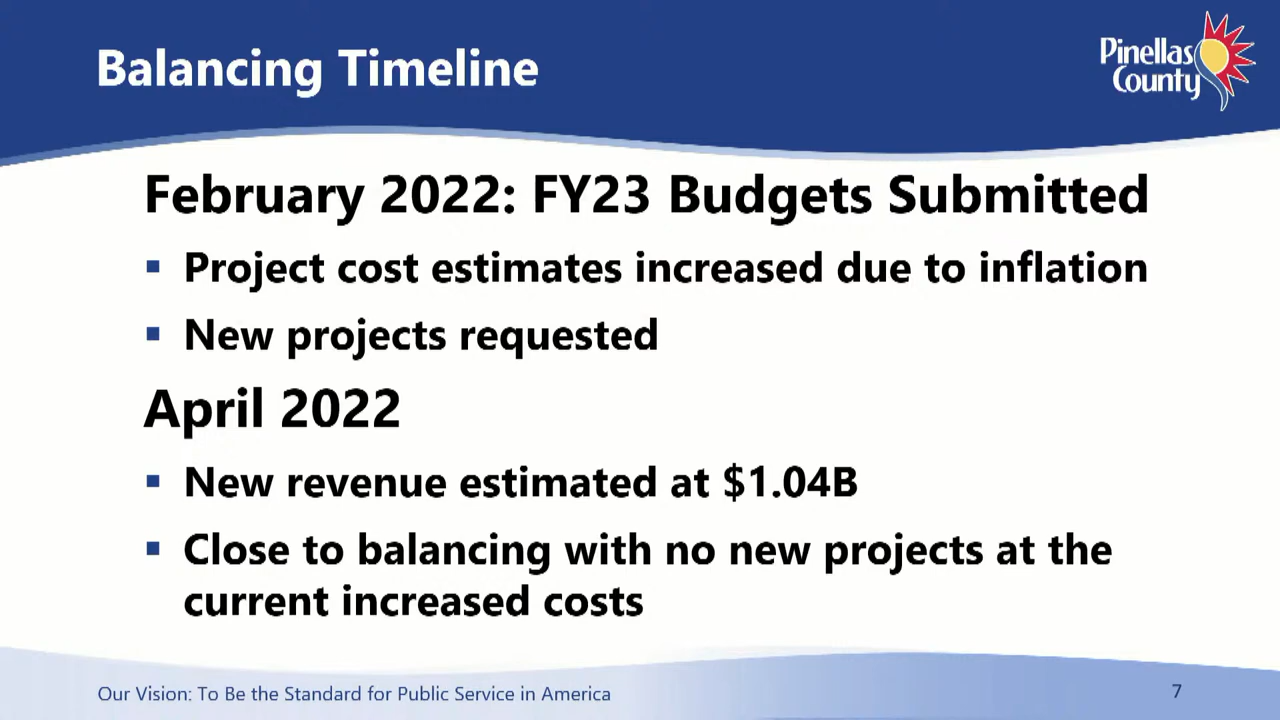 Balancing Timeline
Pinellas
County
February 2022: FY23 Budgets Submitted
▪ Project cost estimates increased due to inflation
▪ New projects requested
April 2022
▪ New revenue estimated at $1.04B
▪ Close to balancing with no new projects at the
current increased costs
Our Vision: To Be the Standard for Public Service in America
7